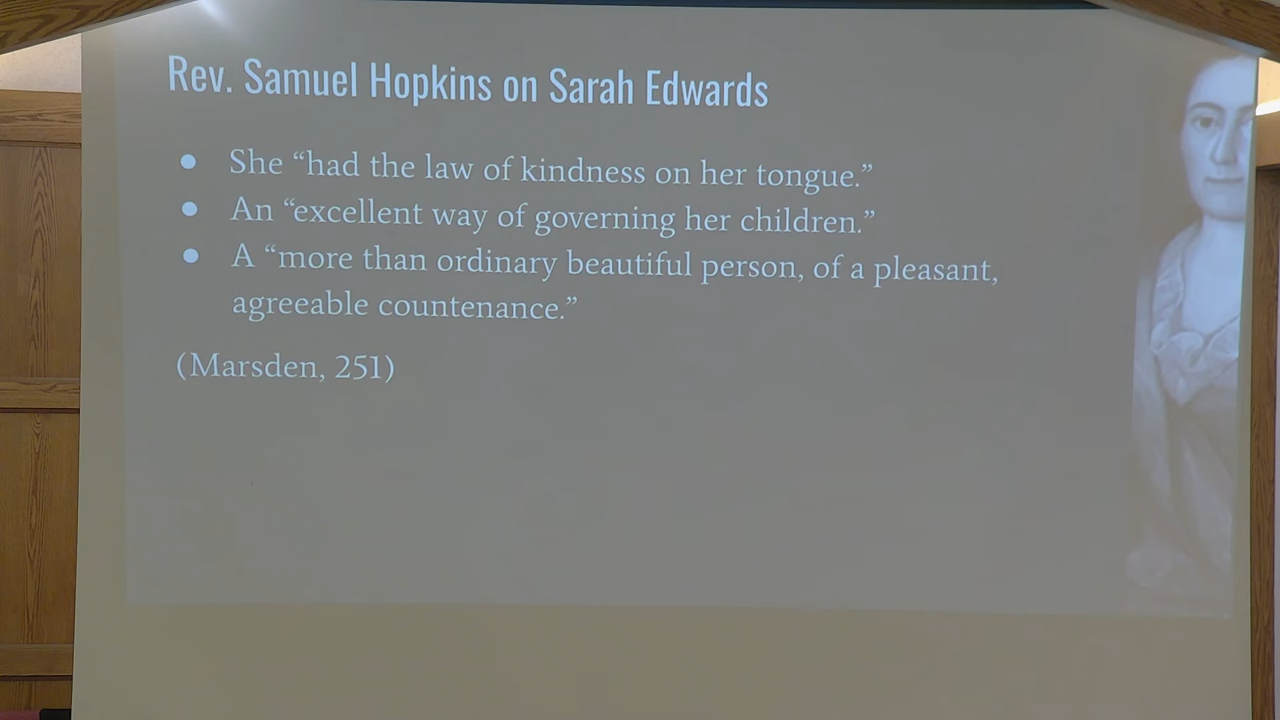 Rev. Samuel Hopkins on Sarah Edwards
● She “had the law of kindness on her tongue.”
● An “excellent way of governing her children.”
● A “more than ordinary beautiful person, of a pleasant,
agreeable countenance.”
(Marsden, 251)